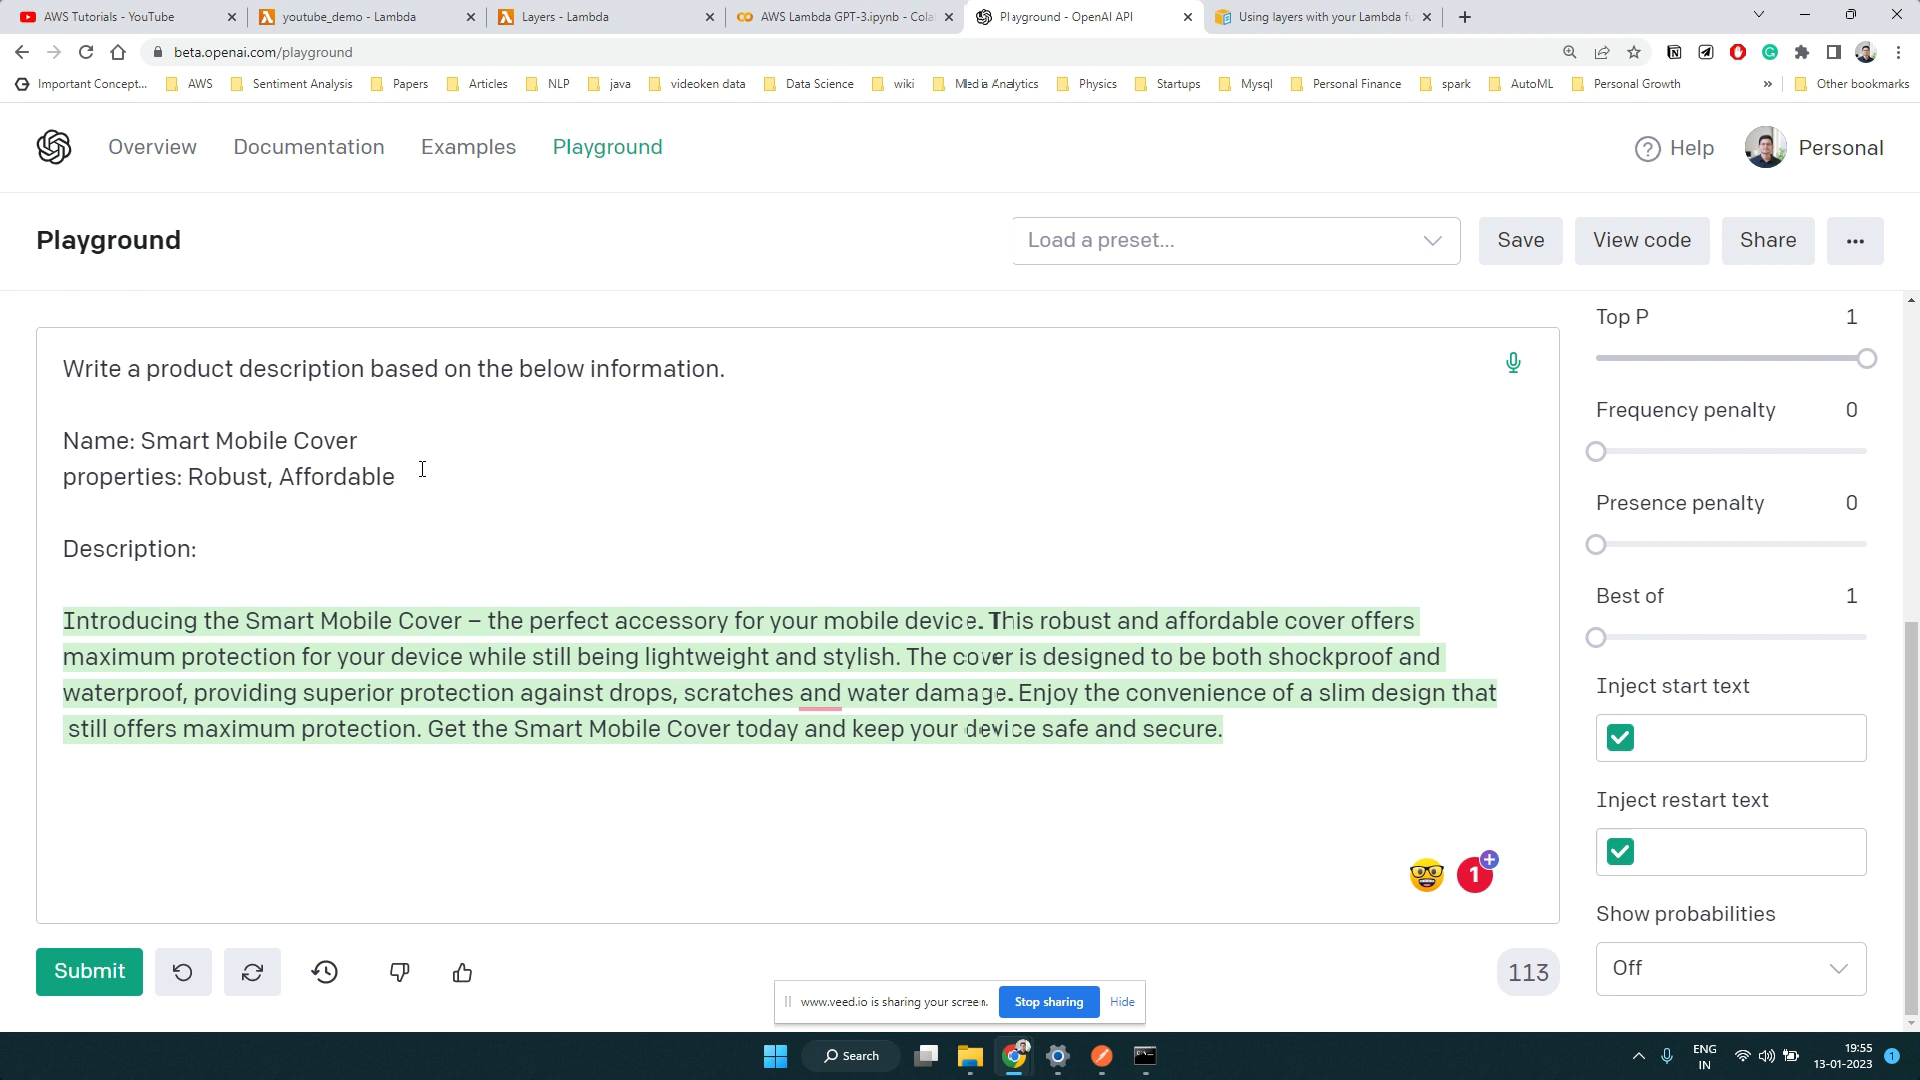 AWS Tutorials - YouTube
youtube_demo - Lambda
Layers - Lambda
AWS Lambda GPT-3.ipynb - Cola
Playground - OpenAI API
Using layers with your Lambda fu
beta.openai.com/playground
Important Concept...
AWS
Sentiment Analysis
Papers
Articles
NLP
java
videoken data
Data Science
wiki
Media Analytics
Physics
Startups
Mysql
Personal Finance
spark
AutoML
Personal Growth
»
Other bookmarks
Overview
Documentation
Examples
Playground
Help
Personal
Playground
Load a preset...
Save
View code
Share
...
Write a product description based on the below information.
Name: Smart Mobile Cover
properties: Robust, Affordable
Description:
Introducing the Smart Mobile Cover – the perfect accessory for your mobile device. This robust and affordable cover offers
maximum protection for your device while still being lightweight and stylish. The cover is designed to be both shockproof and
waterproof, providing superior protection against drops, scratches and water damage. Enjoy the convenience of a slim design that
still offers maximum protection. Get the Smart Mobile Cover today and keep your device safe and secure.
1
Top P 1
Frequency penalty 0
Presence penalty 0
Best of 1
Inject start text
Inject restart text
Show probabilities
Off
Submit
113
www.veed.io is sharing your screen.
Stop sharing
Hide
Search
ENG
IN
19:55
13-01-2023
1